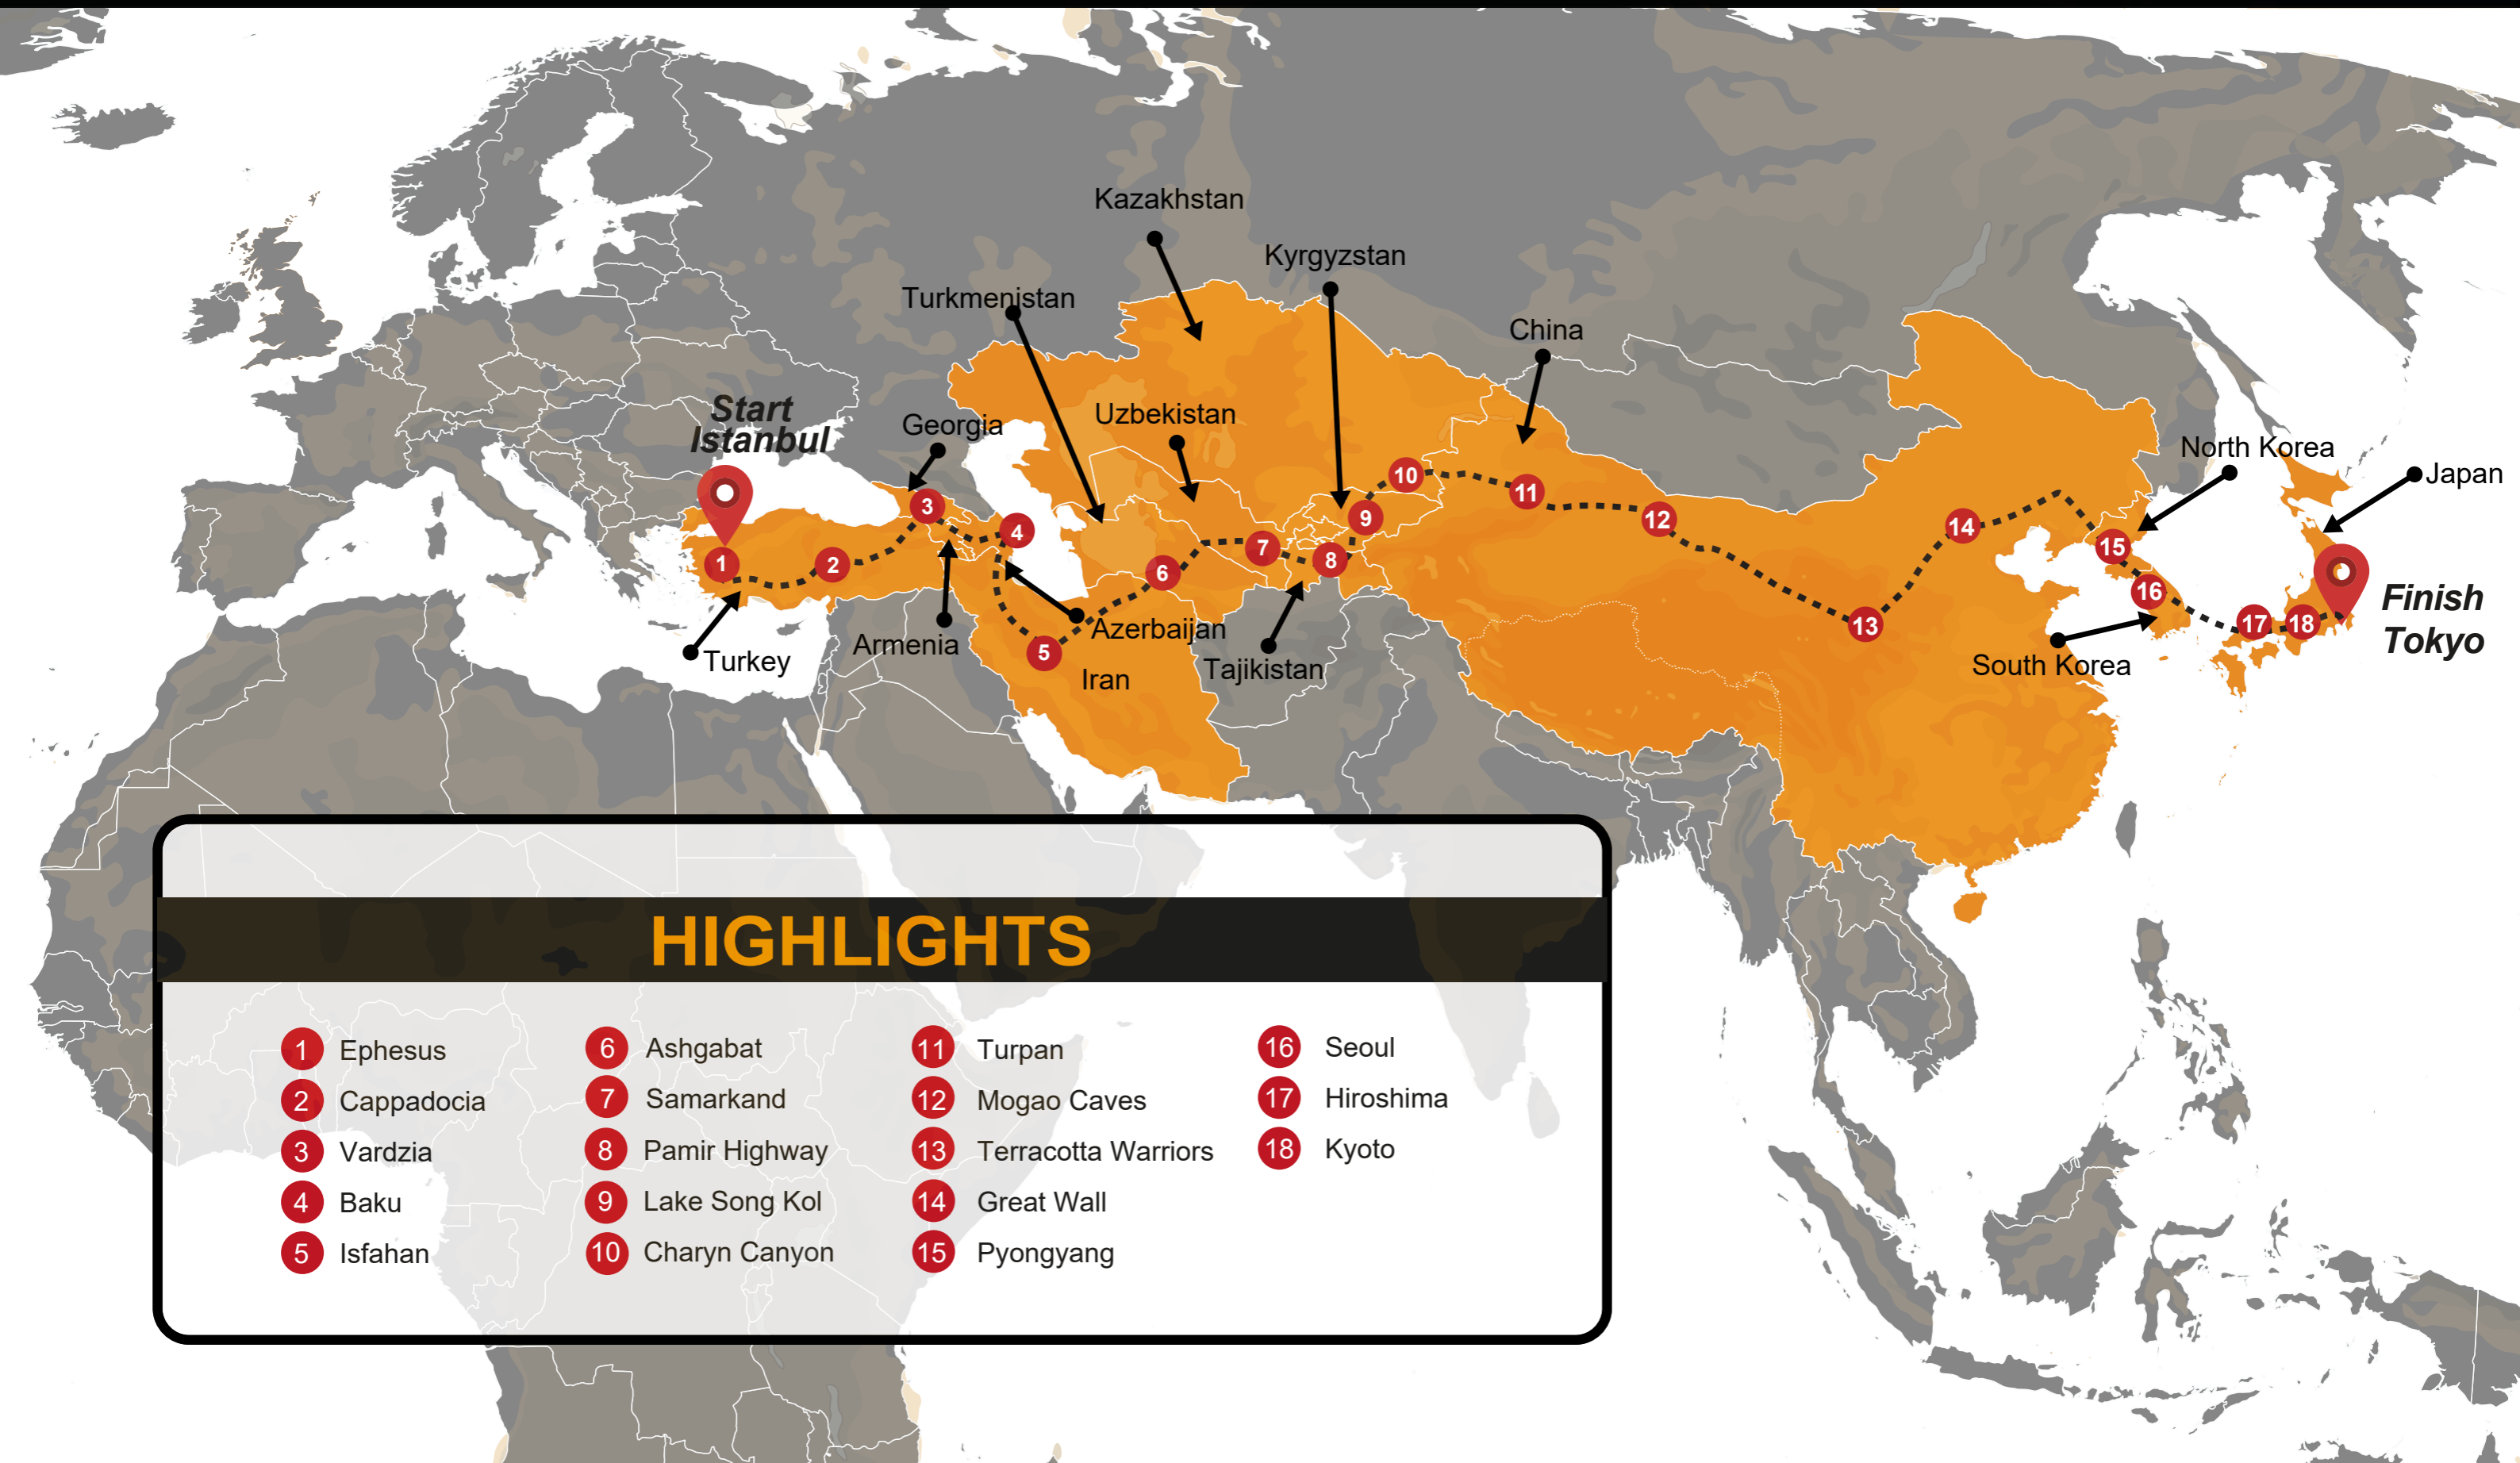 Kazakhstan
Kyrgyzstan
Turkmenistan
China
Start
Istanbul
Georgia
Uzbekistan
North Korea
Japan
Finish
Tokyo
Turkey
Armenia
Azerbaijan
Iran
Tajikistan
South Korea
1
2
3
4
5
6
7
8
9
10
11
12
13
14
15
16
17
18
HIGHLIGHTS
1 Ephesus
2 Cappadocia
3 Vardzia
4 Baku
5 Isfahan
6 Ashgabat
7 Samarkand
8 Pamir Highway
9 Lake Song Kol
10 Charyn Canyon
11 Turpan
12 Mogao Caves
13 Terracotta Warriors
14 Great Wall
15 Pyongyang
16 Seoul
17 Hiroshima
18 Kyoto